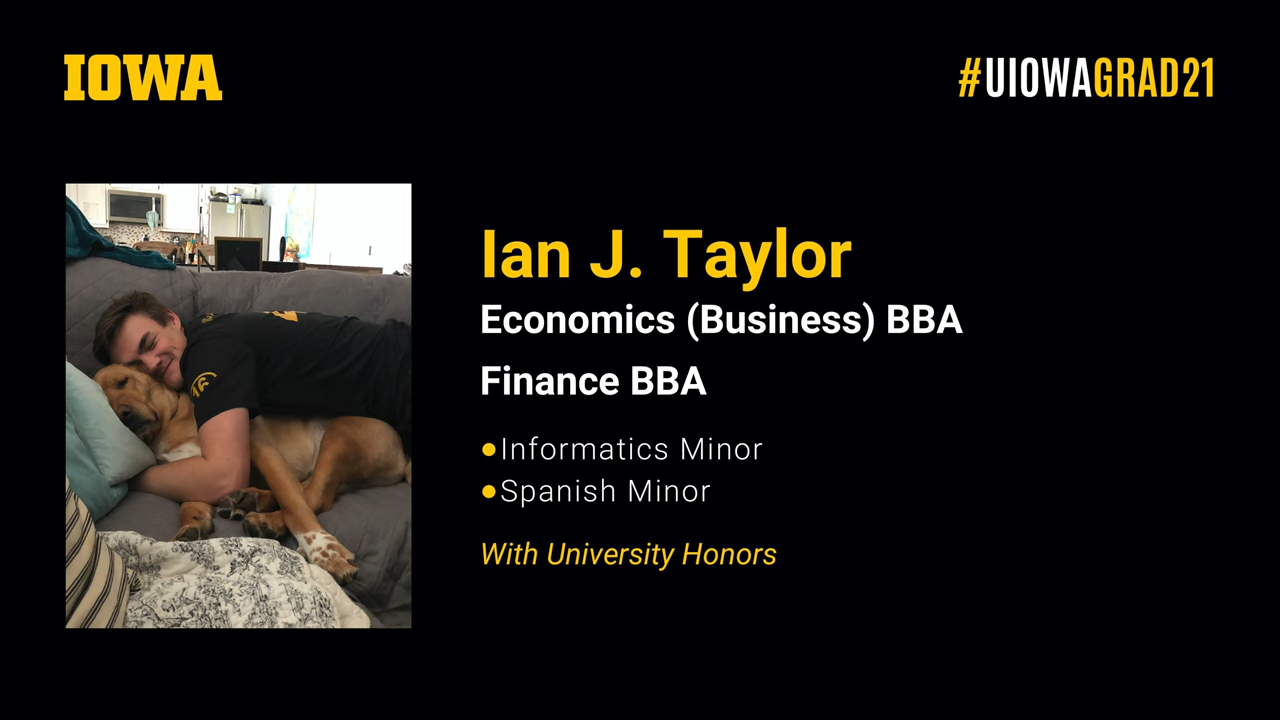 IOWA
#UIOWAGRAD21
Ian J. Taylor
Economics (Business) BBA
Finance BBA
●Informatics Minor
●Spanish Minor
With University Honors